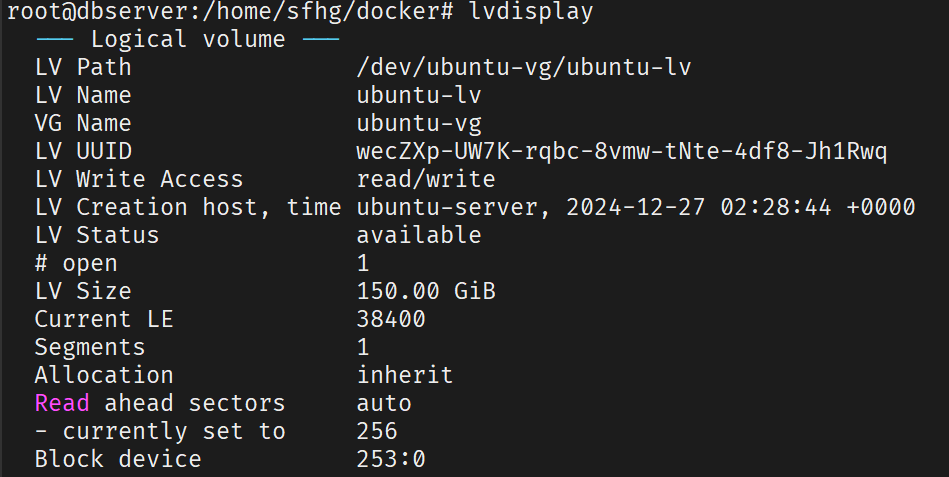 root@dbserver:/home/sfhg/docker# lvdisplay
--- Logical volume ---
LV Path                /dev/ubuntu-vg/ubuntu-lv
LV Name                ubuntu-lv
VG Name                ubuntu-vg
LV UUID                wecZXp-UW7K-rqbc-8vmw-tNte-4df8-Jh1Rwq
LV Write Access        read/write
LV Creation host, time ubuntu-server, 2024-12-27 02:28:44 +0000
LV Status              available
# open                 1
LV Size                150.00 GiB
Current LE             38400
Segments               1
Allocation             inherit
Read ahead sectors     auto
- currently set to     256
Block device           253:0